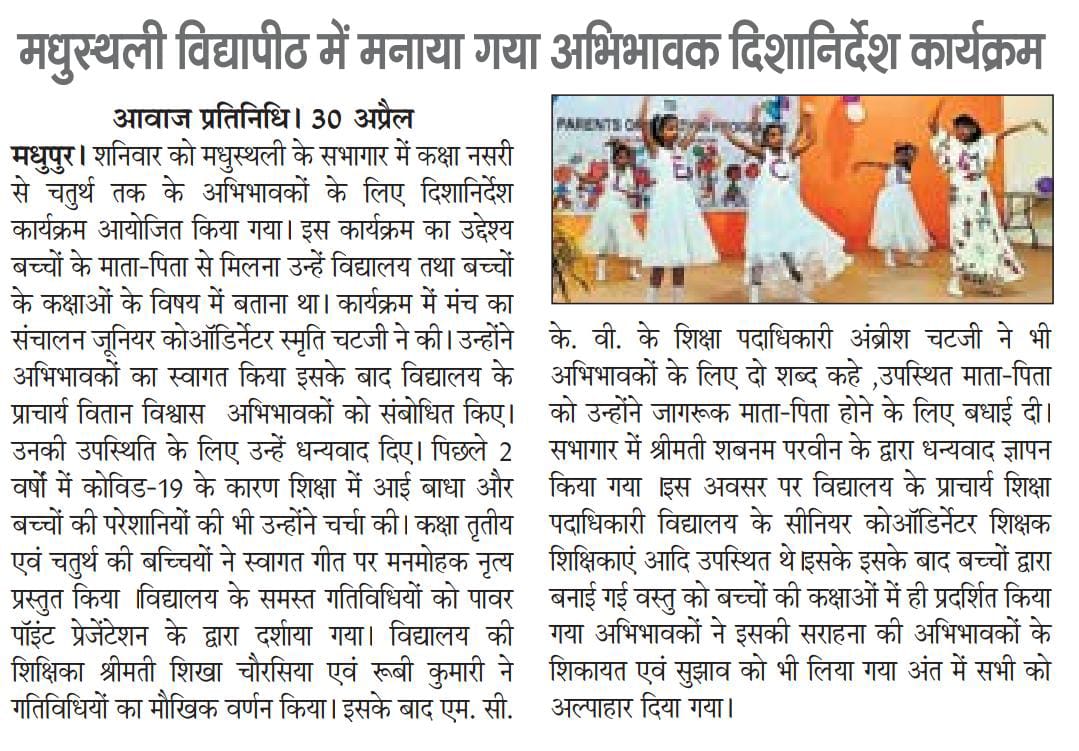 मधुस्थली विद्यापीठ में मनाया गया अभिभावक दिशानिर्देश कार्यक्रम
आवाज प्रतिनिधि। 30 अप्रैल
मधुपुर। शनिवार को मधुस्थली के सभागार में कक्षा नसरी
से चतुर्थ तक के अभिभावकों के लिए दिशानिर्देश
कार्यक्रम आयोजित किया गया। इस कार्यक्रम का उद्देश्य
बच्चों के माता-पिता से मिलना उन्हें विद्यालय तथा बच्चों
के कक्षाओं के विषय में बताना था। कार्यक्रम में मंच का
संचालन जूनियर कोऑडिर्नेटर स्मृति चटजी ने की। उन्होंने
अभिभावकों का स्वागत किया इसके बाद विद्यालय के
प्राचार्य वितान विश्वास अभिभावकों को संबोधित किए।
उनकी उपस्थिति के लिए उन्हें धन्यवाद दिए। पिछले 2
वर्षों में कोविड-19 के कारण शिक्षा में आई बाधा और
बच्चों की परेशानियों की भी उन्होंने चर्चा की। कक्षा तृतीय
एवं चतुर्थ की बच्चियों ने स्वागत गीत पर मनमोहक नृत्य
प्रस्तुत किया ।विद्यालय के समस्त गतिविधियों को पावर
पॉइंट प्रेजेंटेशन के द्वारा दर्शाया गया। विद्यालय की
शिक्षिका श्रीमती शिखा चौरसिया एवं रूबी कुमारी ने
गतिविधियों का मौखिक वर्णन किया। इसके बाद एम. सी.
PARENTS
के. वी. के शिक्षा पदाधिकारी अंब्रीश चटजी ने भी
अभिभावकों के लिए दो शब्द कहे ,उपस्थित माता-पिता
को उन्होंने जागरूक माता-पिता होने के लिए बधाई दी।
सभागार में श्रीमती शबनम परवीन के द्वारा धन्यवाद ज्ञापन
किया गया ।इस अवसर पर विद्यालय के प्राचार्य शिक्षा
पदाधिकारी विद्यालय के सीनियर कोऑडिर्नेटर शिक्षक
शिक्षिकाएं आदि उपस्थित थे।इसके इसके बाद बच्चों द्वारा
बनाई गई वस्तु को बच्चों की कक्षाओं में ही प्रदर्शित किया
गया अभिभावकों ने इसकी सराहना की अभिभावकों के
शिकायत एवं सुझाव को भी लिया गया अंत में सभी को
अल्पाहार दिया गया।